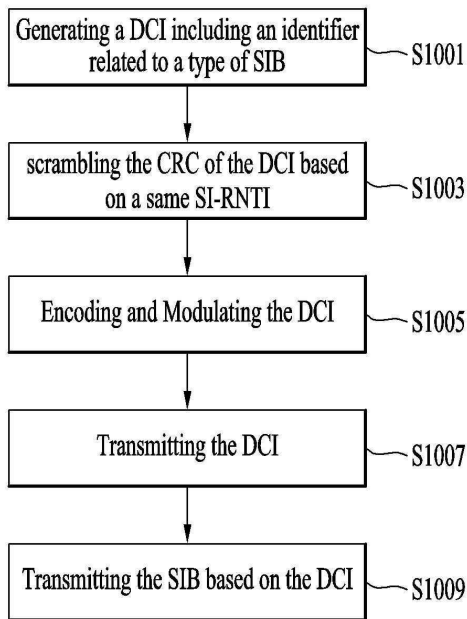 Generating a DCI including an identifier
related to a type of SIB
S1001
scrambling the CRC of the DCI based
on a same SI-RNTI
S1003
Encoding and Modulating the DCI
S1005
Transmitting the DCI
S1007
Transmitting the SIB based on the DCI
S1009